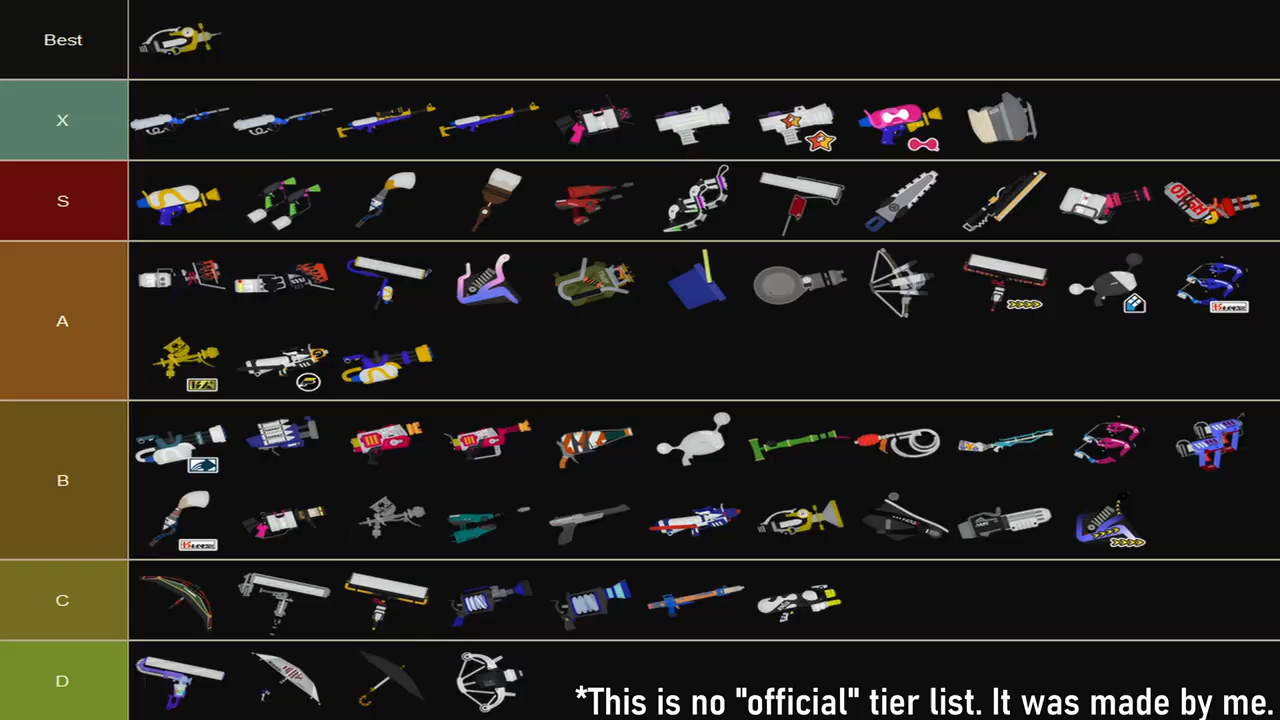 Best
X
S
A
B
C
D
*This is no "official" tier list. It was made by me.